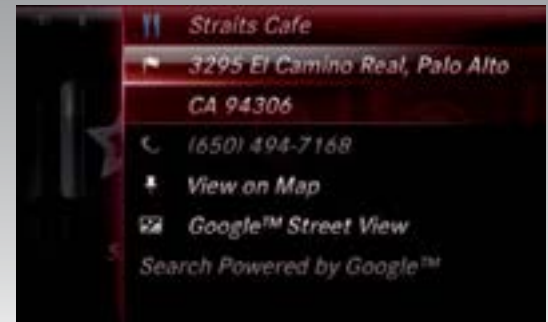 Straits Cafe
3295 El Camino Real, Palo Alto
CA 94306
(650) 494-7168
View on Map
Google™ Street View
Search Powered by Google™